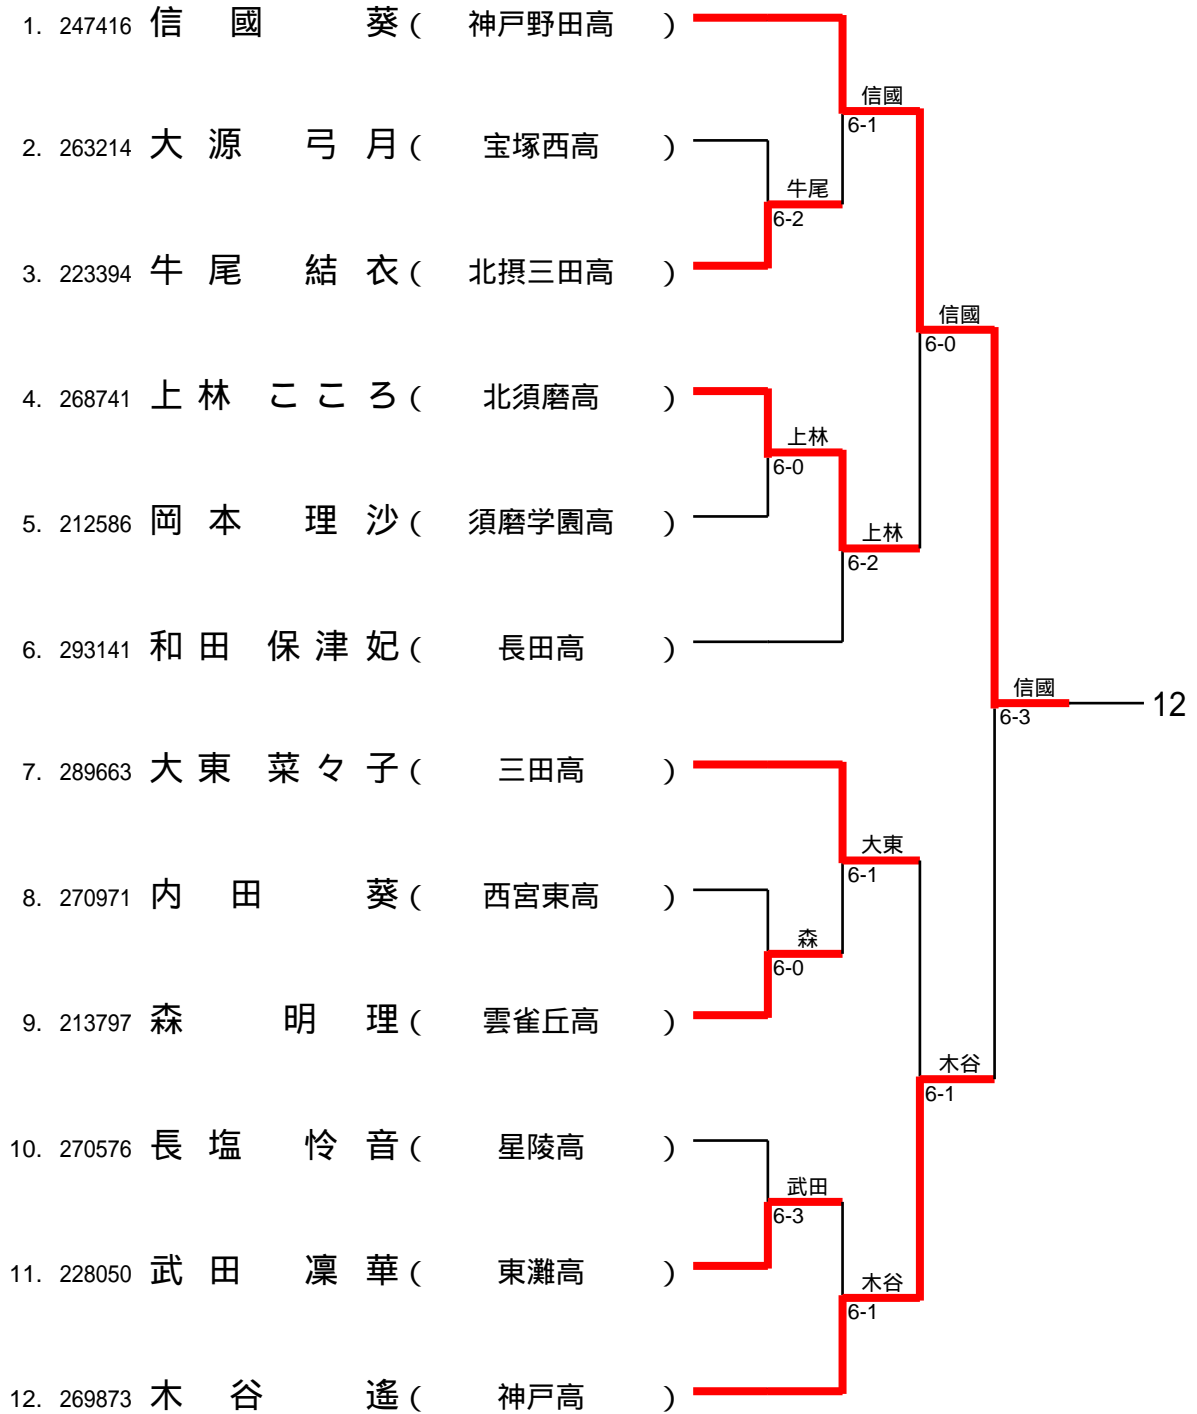 1. 247416 信國 葵 ( 神戸野田高 )
信國
6-1
2. 263214 大源 弓月 ( 宝塚西高 )
牛尾
6-2
3. 223394 牛尾 結衣 ( 北摂三田高 )
信國
6-0
4. 268741 上林 こころ ( 北須磨高 )
上林
6-0
5. 212586 岡本 理沙 ( 須磨学園高 )
上林
6-2
6. 293141 和田 保津妃 ( 長田高 )
信國
6-3
12
7. 289663 大東 菜々子 ( 三田高 )
大東
6-1
8. 270971 内田 葵 ( 西宮東高 )
森
6-0
9. 213797 森 明理 ( 雲雀丘高 )
木谷
6-1
10. 270576 長塩 怜音 ( 星陵高 )
武田
6-3
11. 228050 武田 凜華 ( 東灘高 )
木谷
6-1
12. 269873 木谷 遙 ( 神戸高 )